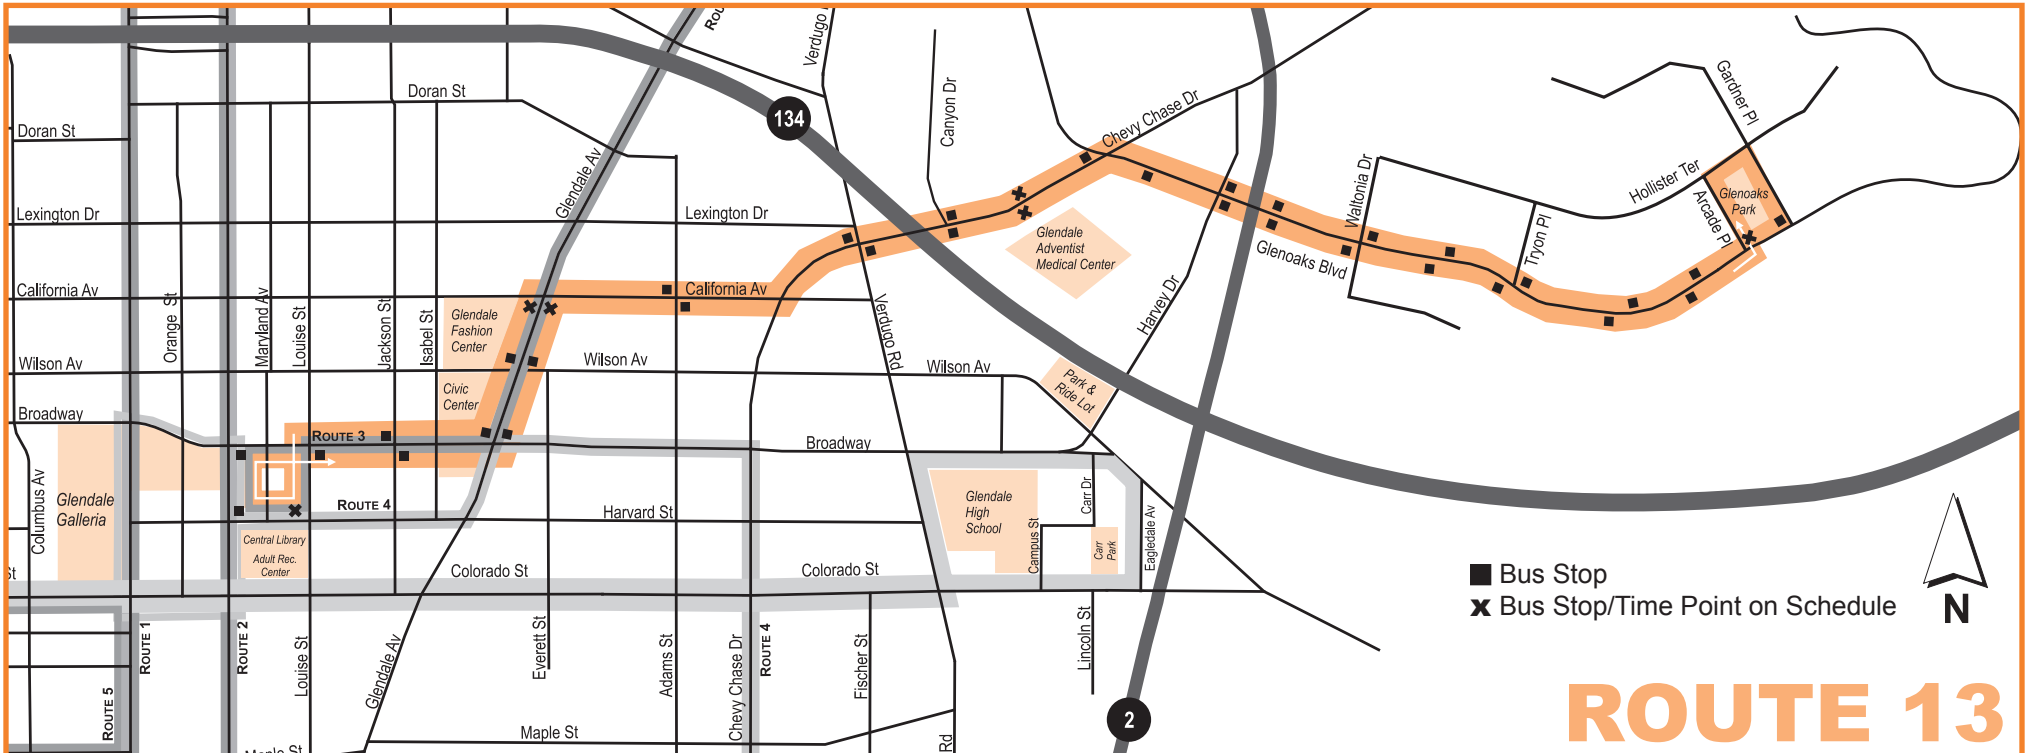 Rou
Verdugo
134
Doran St
Doran St
Glendale Av
Canyon Dr
Chevy Chase Dr
Gardner Pl
Hollister Ter
Glenoaks
Park
Arcade Pl
Waltonia Dr
Tryon Pl
Glenoaks Blvd
Lexington Dr
Lexington Dr
Glendale
Adventist
Medical Center
California Av
California Av
Orange St
Maryland Av
Louise St
Jackson St
Isabel St
Glendale
Fashion
Center
Verdugo Rd
Harvey Dr
Wilson Av
Wilson Av
Wilson Av
Civic
Center
Park &
Ride Lot
Broadway
Route 3
Broadway
Columbus Av
Glendale
Galleria
Route 4
Harvard St
Glendale
High
School
Campus St
Carr Dr
Carr
Park
Eagledale Av
Central Library
Adult Rec.
Center
St
Colorado St
Colorado St
Bus Stop
Bus Stop/Time Point on Schedule
N
Route 5
Route 1
Route 2
Louise St
Glendale Av
Everett St
Adams St
Chevy Chase Dr
Route 4
Fischer St
Lincoln St
2
Maple St
Maple St
Rd
ROUTE 13